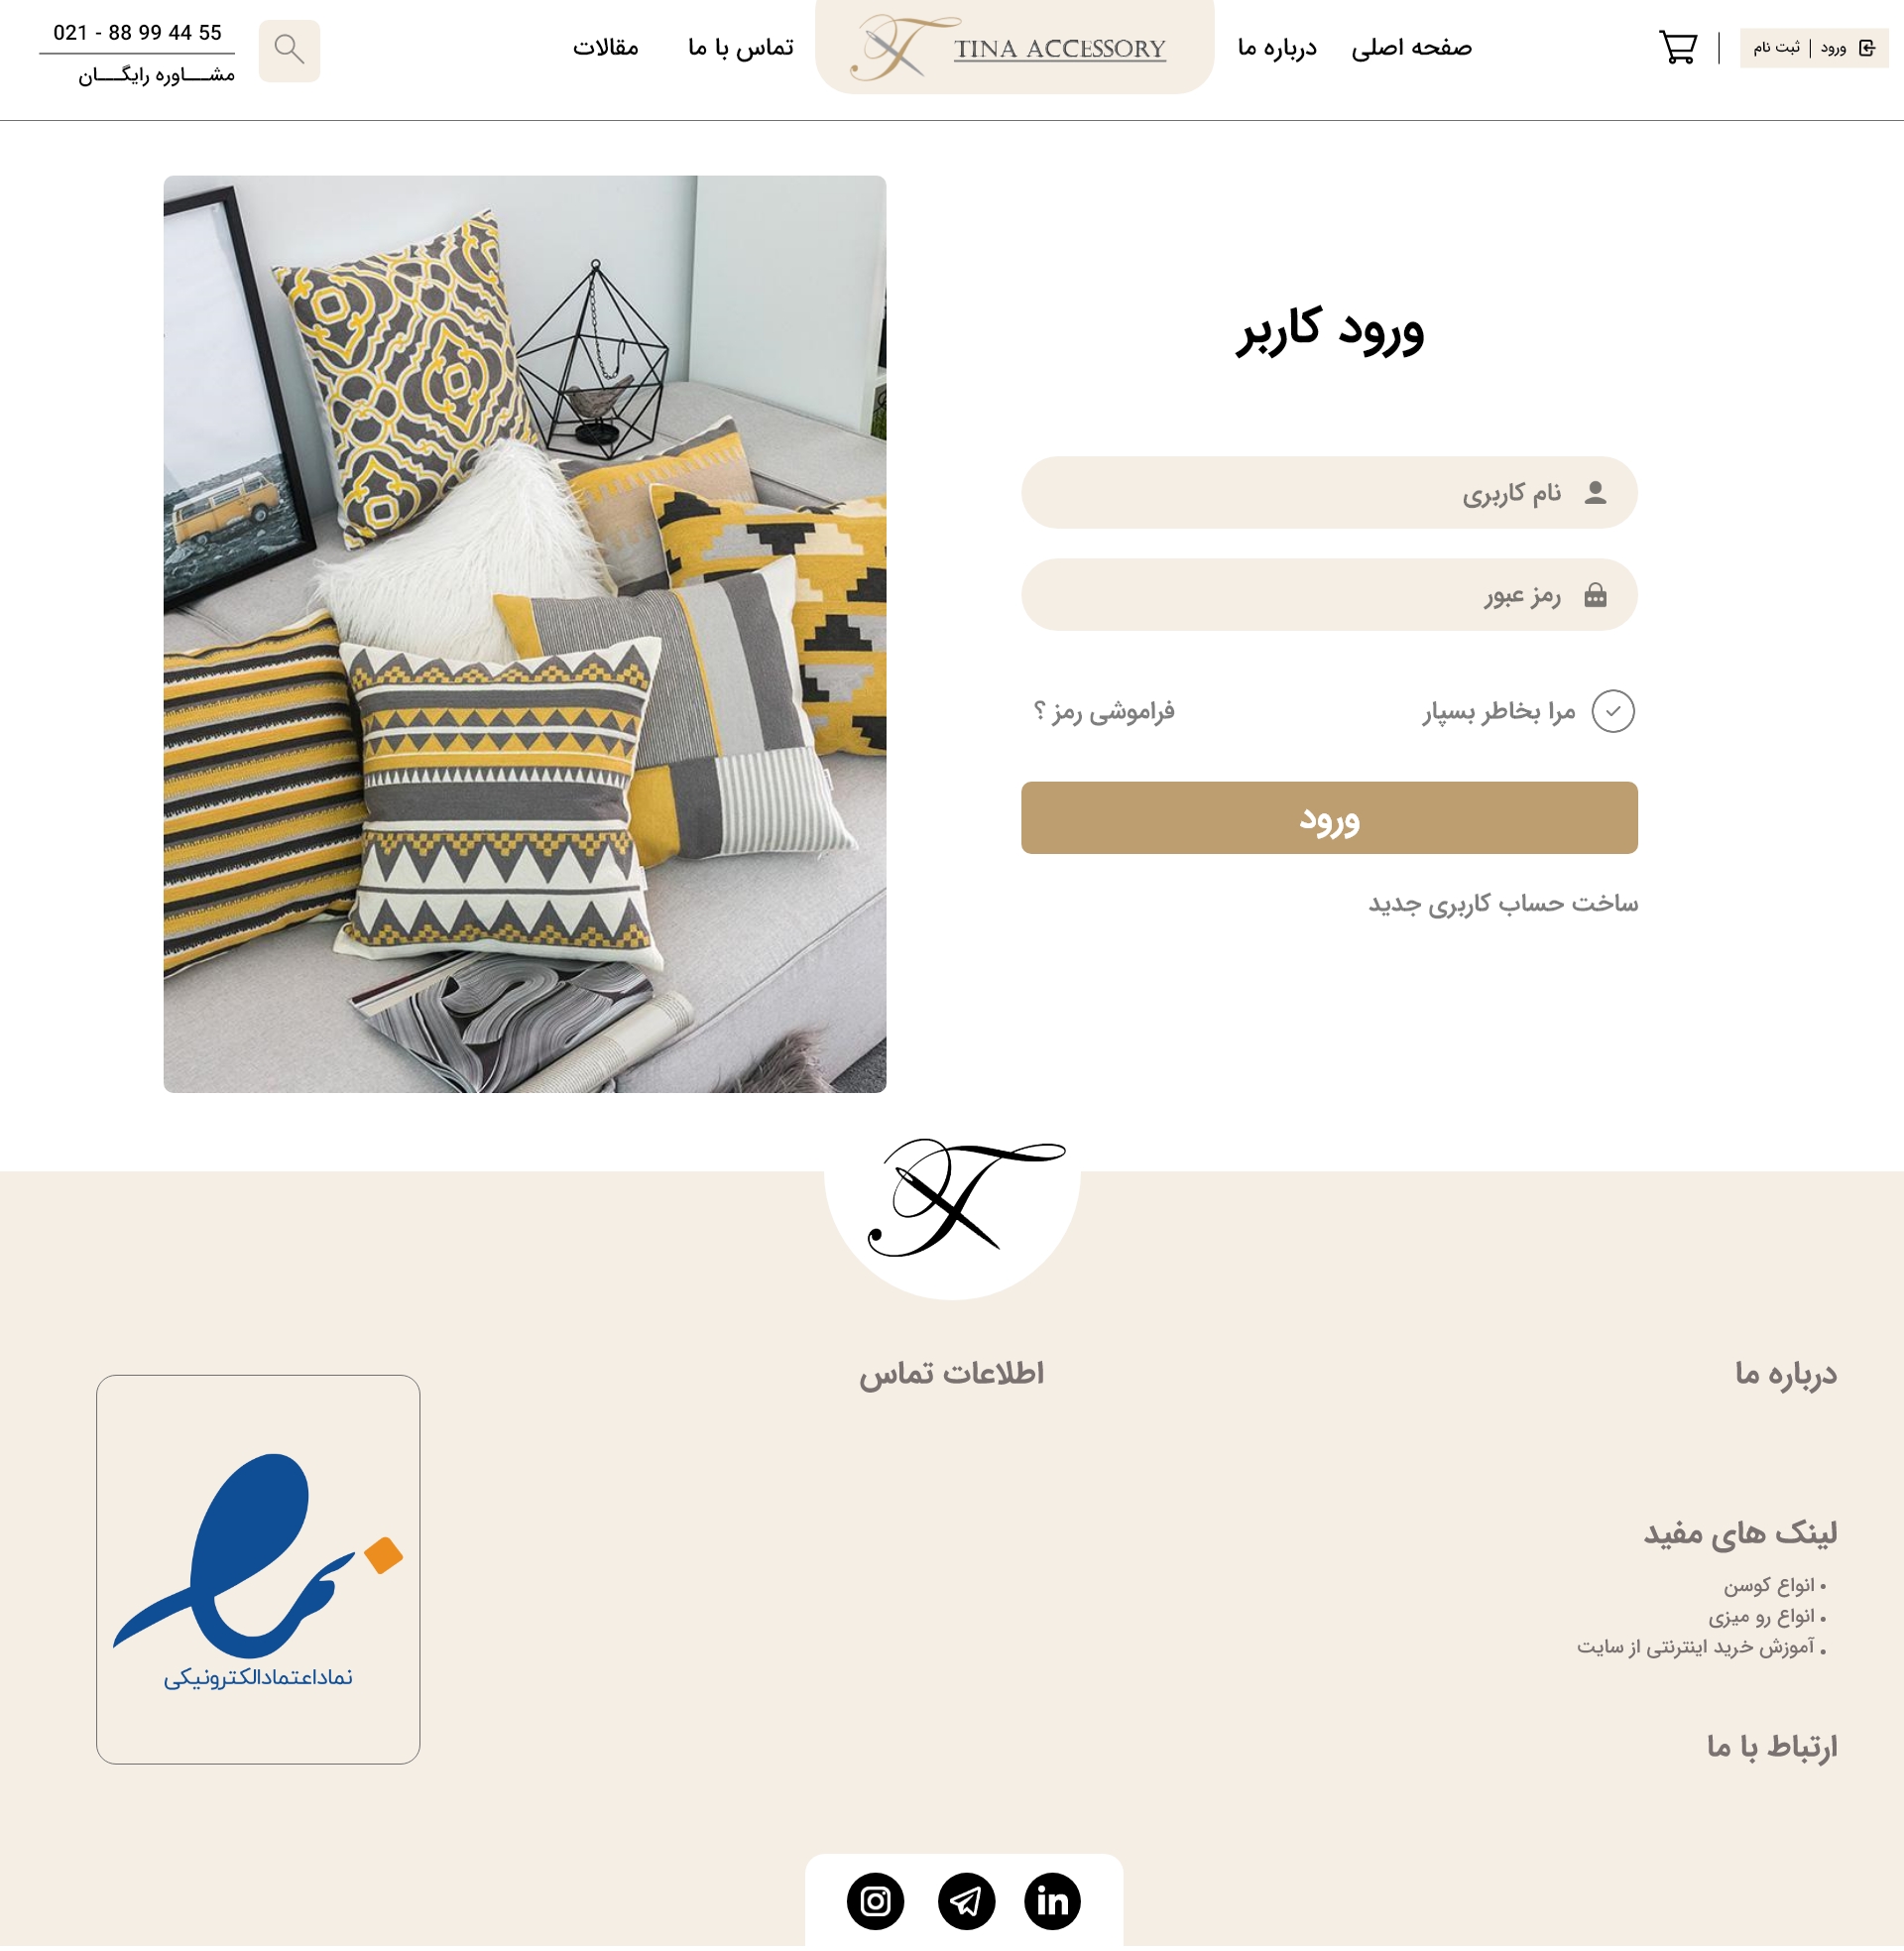 ورود | ثبت نام
صفحه اصلی
درباره ما
TINA ACCESSORY
تماس با ما
مقالات
021 - 88 99 44 55
مشـــاوره رایگـــان
ورود کاربر
نام کاربری
رمز عبور
مرا بخاطر بسپار
فراموشی رمز ؟
ورود
ساخت حساب کاربری جدید
درباره ما
اطلاعات تماس
لینک های مفید
• انواع کوسن
• انواع رو میزی
• آموزش خرید اینترنتی از سایت
ارتباط با ما
نماداعتمادالکترونیکی
in